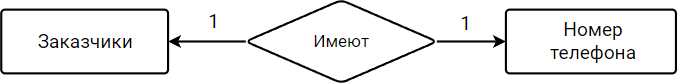 Заказчики
1
Имеют
1
Номер
телефона